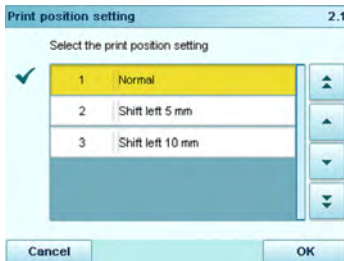 Print position setting 2.1
Select the print position setting
1 Normal
2 Shift left 5 mm
3 Shift left 10 mm
Cancel OK